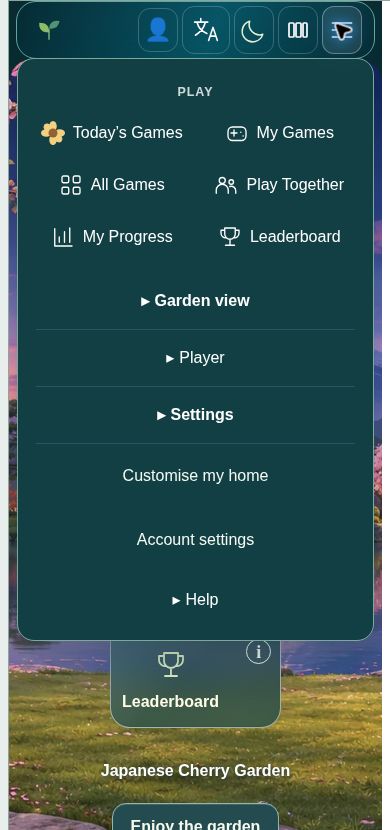 PLAY
Today's Games
My Games
All Games
Play Together
My Progress
Leaderboard
▸ Garden view
▸ Player
▸ Settings
Customise my home
Account settings
▸ Help
Leaderboard
Japanese Cherry Garden
Enjoy the garden